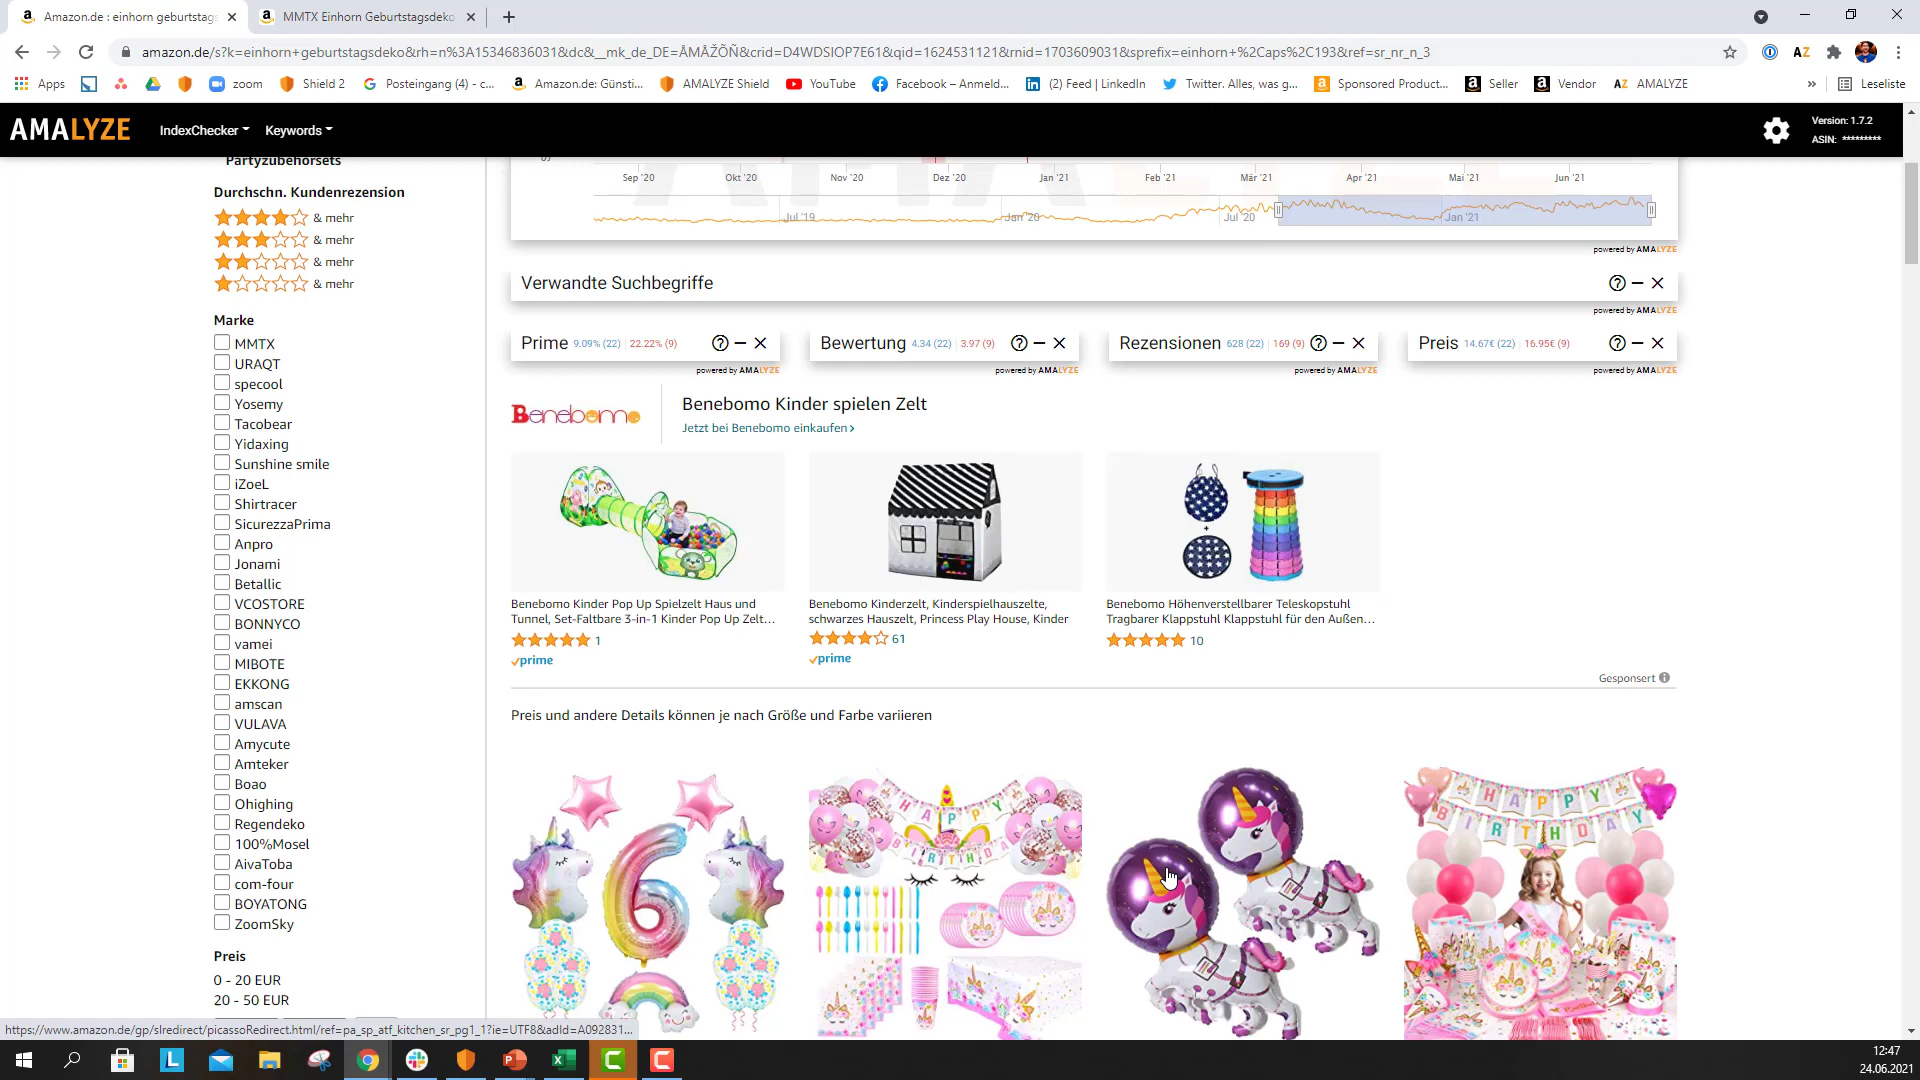 Amazon.de : einhorn geburtstags
MMTX Einhorn Geburtstagsdeko
amazon.de/s?k=einhorn+geburtstagsdeko&rh=n%3A15346836031&dc&__mk_de_DE=ÅMÅŽÕÑ&crid=D4WDSIOP7E61&qid=1624531121&rnid=1703609031&sprefix=einhorn+%2Caps%2C193&ref=sr_nr_n_3
Apps
zoom
Shield 2
Posteingang (4) - c...
Amazon.de: Günsti...
AMALYZE Shield
YouTube
Facebook – Anmeld...
(2) Feed | LinkedIn
Twitter. Alles, was g...
Sponsored Product...
Seller
Vendor
AMALYZE
»
Leseliste
AMALYZE
IndexChecker
Keywords
Version: 1.7.2
ASIN: *********
Partyzubehörsets
Durchschn. Kundenrezension
& mehr
& mehr
& mehr
& mehr
Marke
MMTX
URAQT
specool
Yosemy
Tacobear
Yidaxing
Sunshine smile
iZoeL
Shirtracer
SicurezzaPrima
Anpro
Jonami
Betallic
VCOSTORE
BONNYCO
vamei
MIBOTE
EKKONG
amscan
VULAVA
Amycute
Amteker
Boao
Ohighing
Regendeko
100%Mosel
AivaToba
com-four
BOYATONG
ZoomSky
Preis
0 - 20 EUR
20 - 50 EUR
Sep '20 Okt '20 Nov '20 Dez '20 Jan '21 Feb '21 Mär '21 Apr '21 Mai '21 Jun '21
Jul '19 Jan '20 Jul '20 Jan '21
powered by AMALYZE
Verwandte Suchbegriffe
powered by AMALYZE
Prime 9.09% (22) | 22.22% (9)
powered by AMALYZE
Bewertung 4.34 (22) | 3.97 (9)
powered by AMALYZE
Rezensionen 628 (22) | 169 (9)
powered by AMALYZE
Preis 14.67€ (22) | 16.95€ (9)
powered by AMALYZE
Benebomo
Benebomo Kinder spielen Zelt
Jetzt bei Benebomo einkaufen ›
Benebomo Kinder Pop Up Spielzelt Haus und
Tunnel, Set-Faltbare 3-in-1 Kinder Pop Up Zelt...
1
prime
Benebomo Kinderzelt, Kinderspielhauszelte,
schwarzes Hauszelt, Princess Play House, Kinder
61
prime
Benebomo Höhenverstellbarer Teleskopstuhl
Tragbarer Klappstuhl Klappstuhl für den Außen...
10
Gesponsert
Preis und andere Details können je nach Größe und Farbe variieren
6
HAPPY
BIRTHDAY
HAPPY
BIRTHDAY
https://www.amazon.de/gp/slredirect/picassoRedirect.html/ref=pa_sp_atf_kitchen_sr_pg1_1?ie=UTF8&adId=A092831...
12:47
24.06.2021